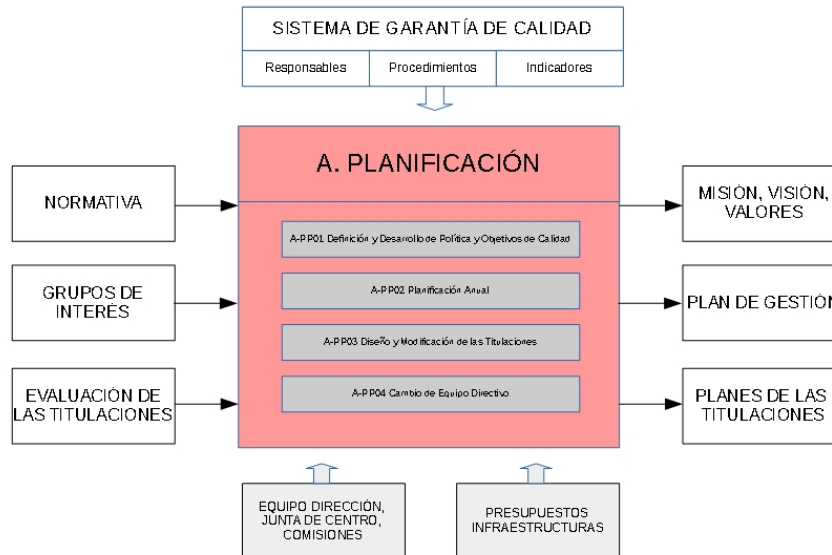 SISTEMA DE GARANTÍA DE CALIDAD
Responsables
Procedimientos
Indicadores
A. PLANIFICACIÓN
NORMATIVA
GRUPOS DE
INTERÉS
EVALUACIÓN DE
LAS TITULACIONES
A-PP01 Definición y Desarrollo de Política y Objetivos de Calidad
A-PP02 Planificación Anual
A-PP03 Diseño y Modificación de las Titulaciones
A-PP04 Cambio de Equipo Directivo
MISIÓN, VISIÓN,
VALORES
PLAN DE GESTIÓN
PLANES DE LAS
TITULACIONES
EQUIPO DIRECCIÓN,
JUNTA DE CENTRO,
COMISIONES
PRESUPUESTOS
INFRAESTRUCTURAS